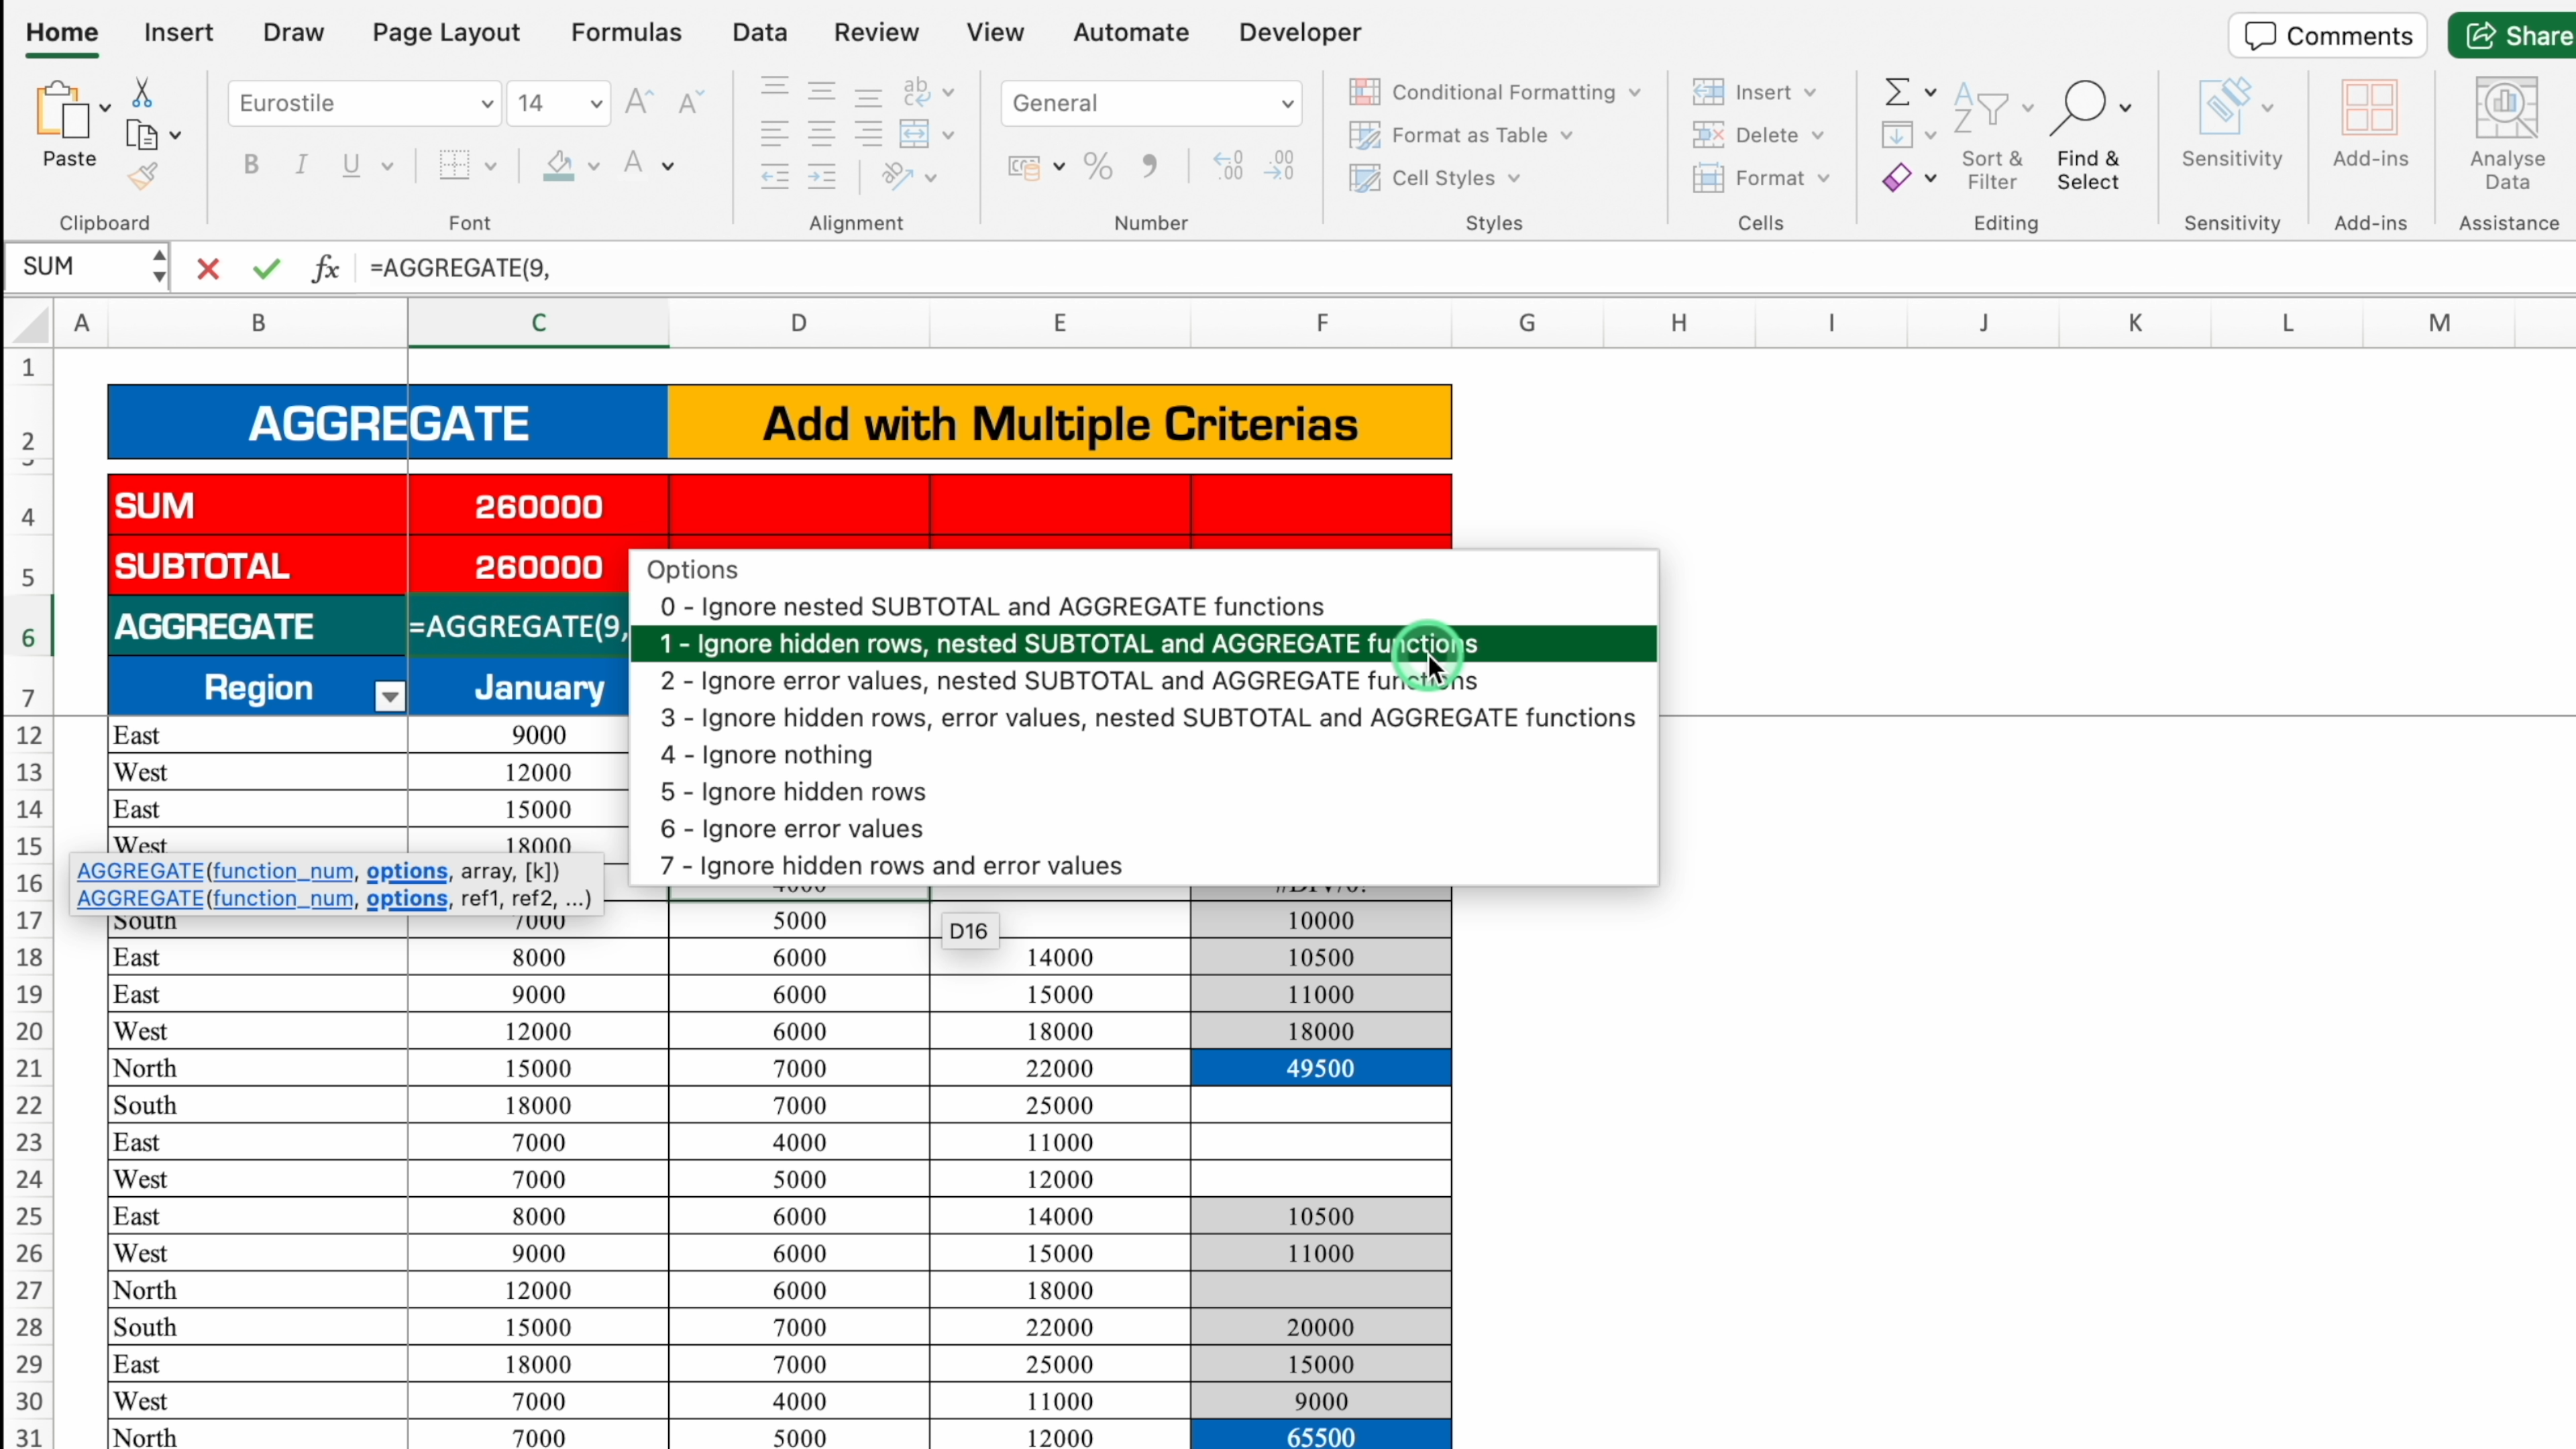 Home Insert Draw Page Layout Formulas Data Review View Automate Developer Comments Share
Paste Eurostile 14 ab General Conditional Formatting Insert
B I U A % Format as Table Delete Sort & Filter Find & Select Sensitivity Add-ins Analyse Data
Cell Styles Format
Clipboard Font Alignment Number Styles Cells Editing Sensitivity Add-ins Assistance
SUM fx =AGGREGATE(9,
A B C D E F G H I J K L M
1
2 AGGREGATE Add with Multiple Criterias
4 SUM 260000
5 SUBTOTAL 260000
6 AGGREGATE =AGGREGATE(9,
7 Region January
Options
0 - Ignore nested SUBTOTAL and AGGREGATE functions
1 - Ignore hidden rows, nested SUBTOTAL and AGGREGATE functions
2 - Ignore error values, nested SUBTOTAL and AGGREGATE functions
3 - Ignore hidden rows, error values, nested SUBTOTAL and AGGREGATE functions
4 - Ignore nothing
5 - Ignore hidden rows
6 - Ignore error values
7 - Ignore hidden rows and error values
12 East 9000
13 West 12000
14 East 15000
15 West 18000
AGGREGATE(function_num, options, array, [k])
AGGREGATE(function_num, options, ref1, ref2, ...)
16 4000 #DIV/0!
17 South 7000 5000 10000
D16
18 East 8000 6000 14000 10500
19 East 9000 6000 15000 11000
20 West 12000 6000 18000 18000
21 North 15000 7000 22000 49500
22 South 18000 7000 25000
23 East 7000 4000 11000
24 West 7000 5000 12000
25 East 8000 6000 14000 10500
26 West 9000 6000 15000 11000
27 North 12000 6000 18000
28 South 15000 7000 22000 20000
29 East 18000 7000 25000 15000
30 West 7000 4000 11000 9000
31 North 7000 5000 12000 65500